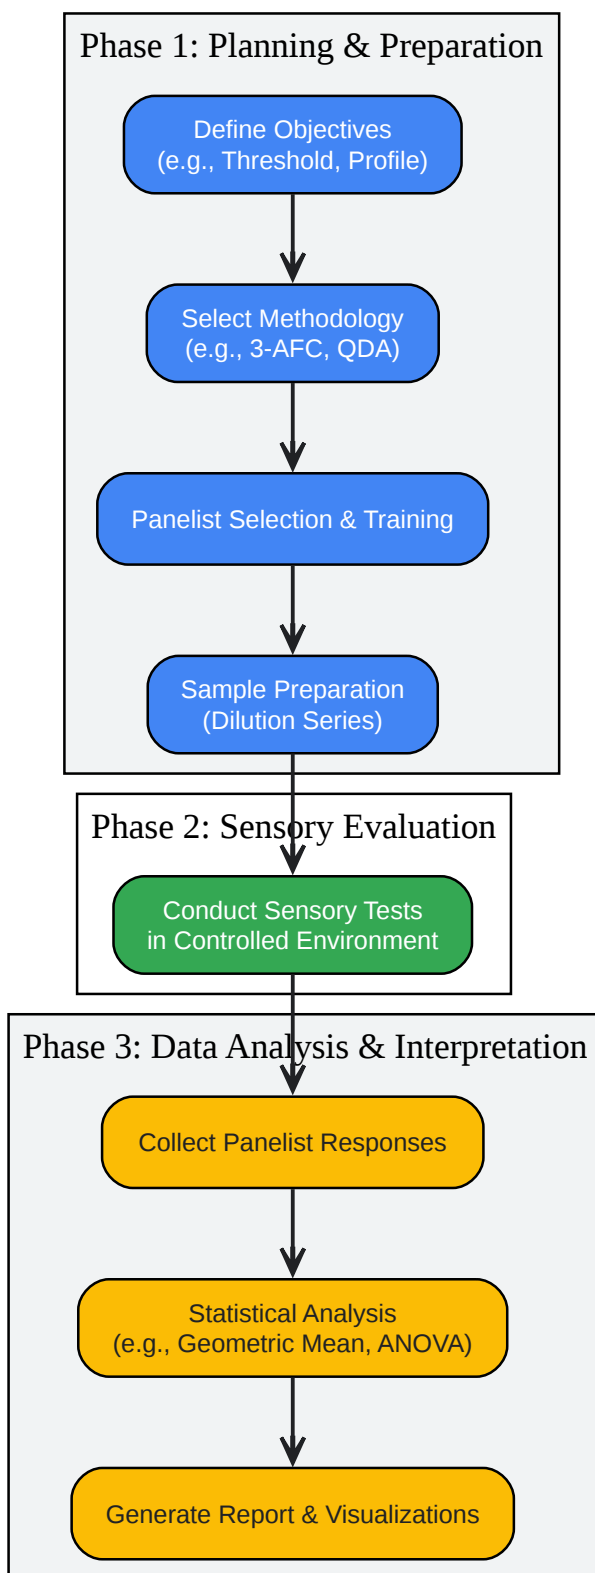 Phase 1: Planning & Preparation
Define Objectives
(e.g., Threshold, Profile)
Select Methodology
(e.g., 3-AFC, QDA)
Panelist Selection & Training
Sample Preparation
(Dilution Series)
Phase 2: Sensory Evaluation
Conduct Sensory Tests
in Controlled Environment
Phase 3: Data Analysis & Interpretation
Collect Panelist Responses
Statistical Analysis
(e.g., Geometric Mean, ANOVA)
Generate Report & Visualizations